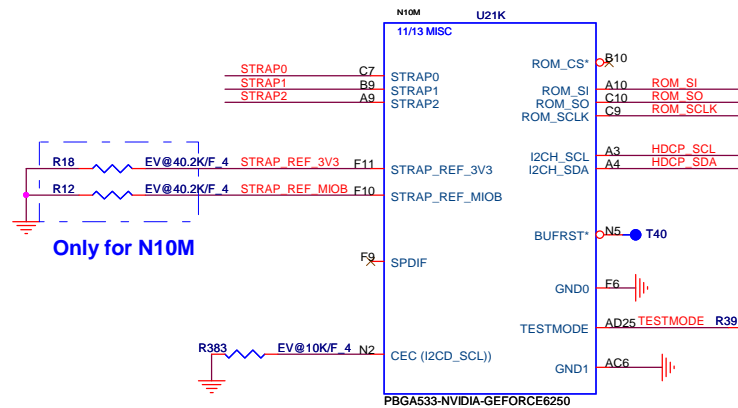 N10M
U21K
11/13 MISC
ROM_CS* B10
STRAP0 C7 STRAP0
STRAP1 B9 STRAP1
STRAP2 A9 STRAP2
ROM_SI A10 ROM_SI
ROM_SO C10 ROM_SO
ROM_SCLK C9 ROM_SCLK
I2CH_SCL A3 HDCP_SCL
I2CH_SDA A4 HDCP_SDA
R18 EV@40.2K/F_4 STRAP_REF_3V3 F11 STRAP_REF_3V3
R12 EV@40.2K/F_4 STRAP_REF_MIOB F10 STRAP_REF_MIOB
Only for N10M
BUFRST* N5 T40
F9 SPDIF
GND0 F6
TESTMODE AD25 TESTMODE R39
R383 EV@10K/F_4 N2 CEC (I2CD_SCL))
GND1 AC6
PBGA533-NVIDIA-GEFORCE6250